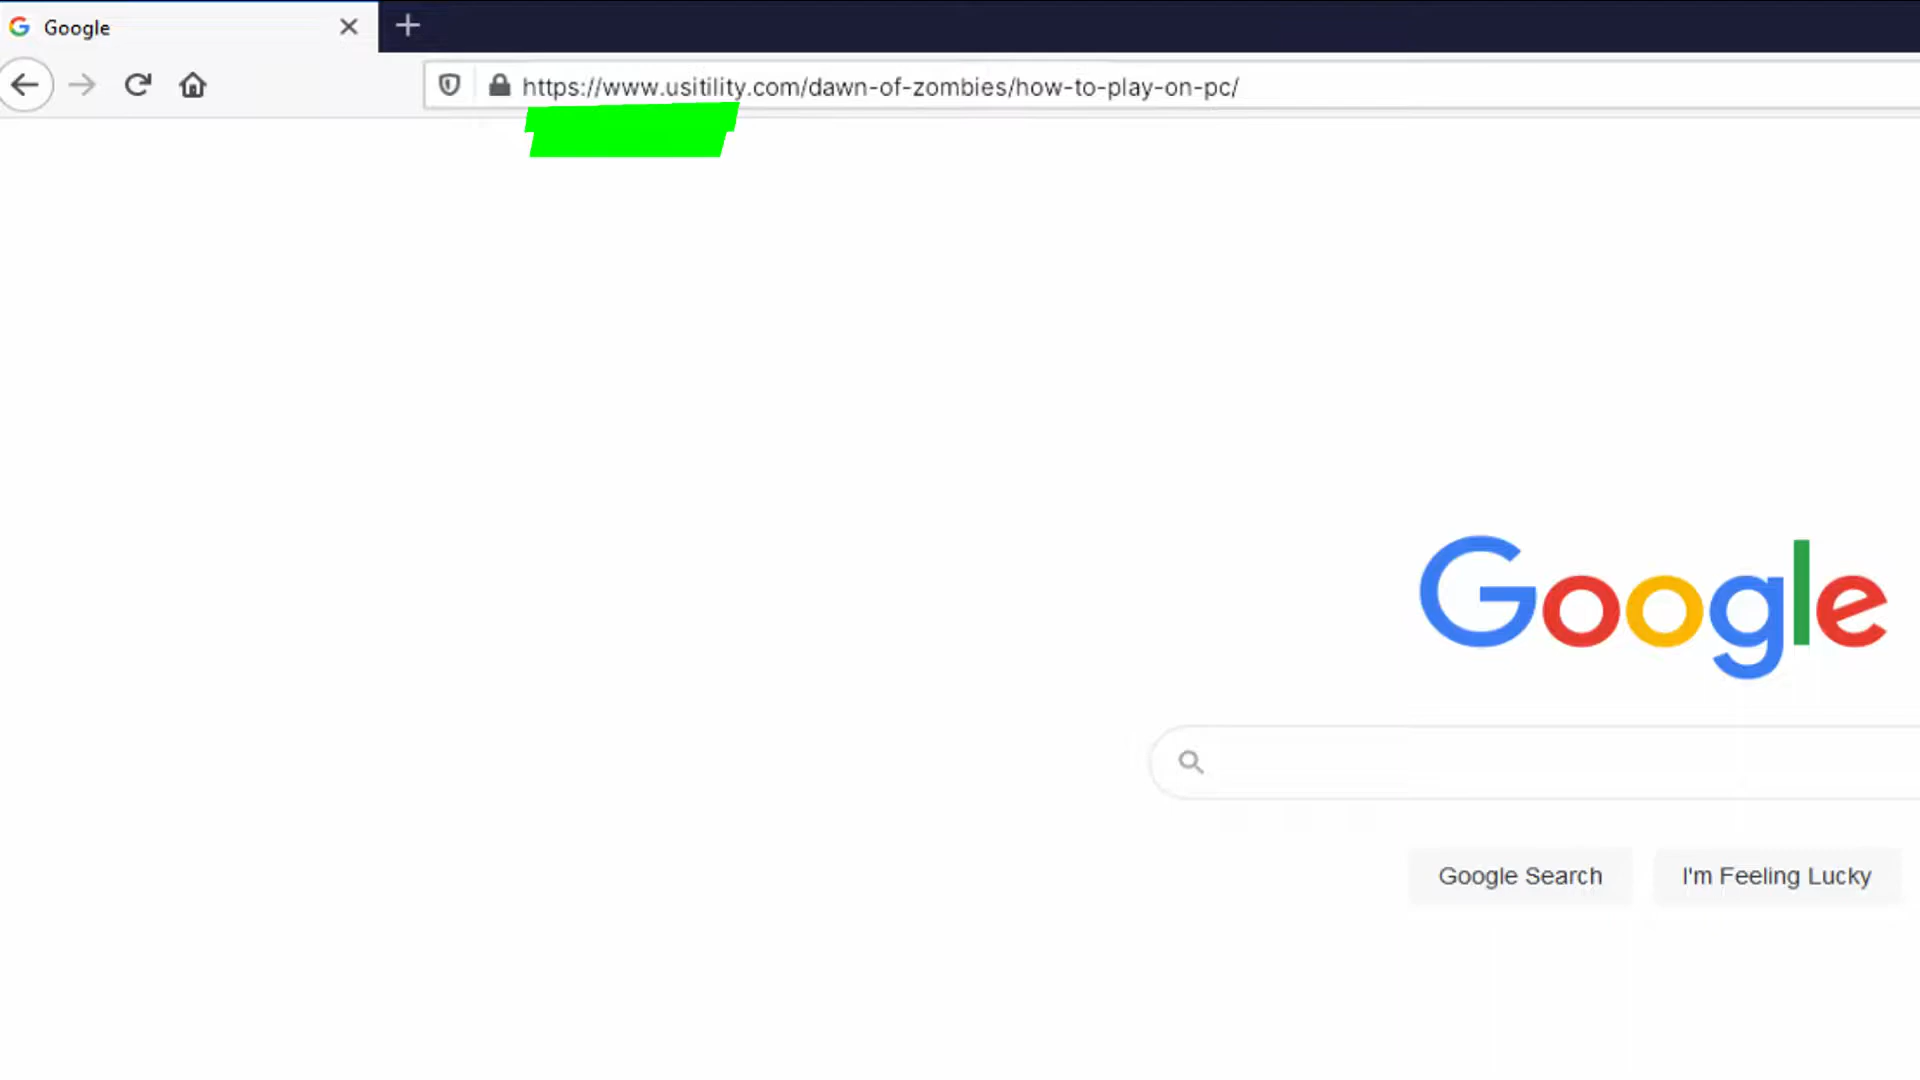 Google
https://www.usitility.com/dawn-of-zombies/how-to-play-on-pc/
Google
Google Search
I'm Feeling Lucky